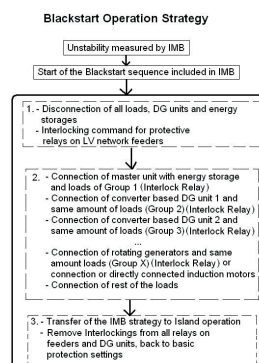 Blackstart Operation Strategy
Unstability measured by IMB
Start of the Blackstart sequence included in IMB
1. - Disconnection of all loads, DG units and energy
storages
- Interlocking command for protective
relays on LV network feeders
2. - Connection of master unit with energy storage
and loads of Group 1 (Interlock Relay)
- Connection of converter based DG unit 1 and
same amount of loads (Group 2)(Interlock Relay)
- Connection of converter based DG unit 2 and
same amount of loads (Group 3)(Interlock Relay)
...
- Connection of rotating generators and same
amount loads (Group X)(Interlock Relay) or
connection or directly connected induction motors
- Connection of rest of the loads
3. - Transfer of the IMB strategy to Island operation
- Remove Interlockings from all relays on
feeders and DG units, back to basic
protection settings